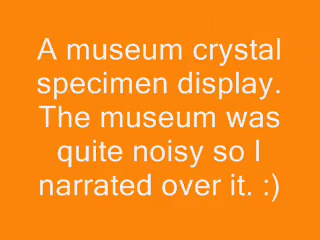 A museum crystal
specimen display.
The museum was
quite noisy so I
narrated over it. :)